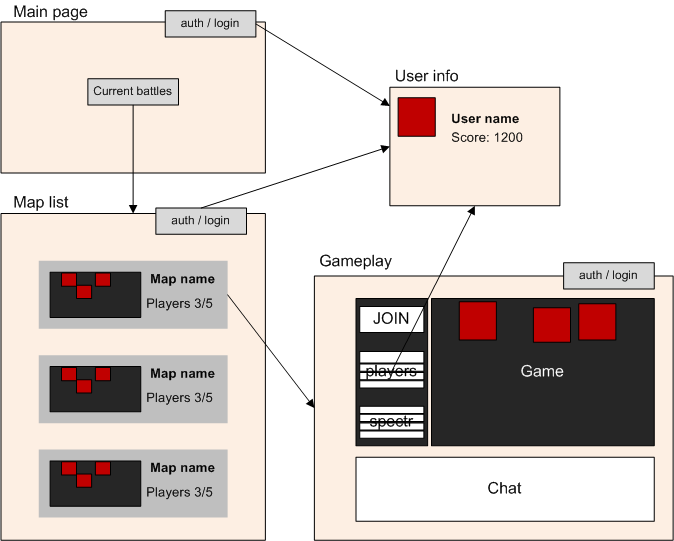 Main page
auth / login
Current battles
User info
User name
Score: 1200
Map list
auth / login
Map name
Players 3/5
Map name
Players 3/5
Map name
Players 3/5
Gameplay
auth / login
JOIN
players
spectr
Game
Chat